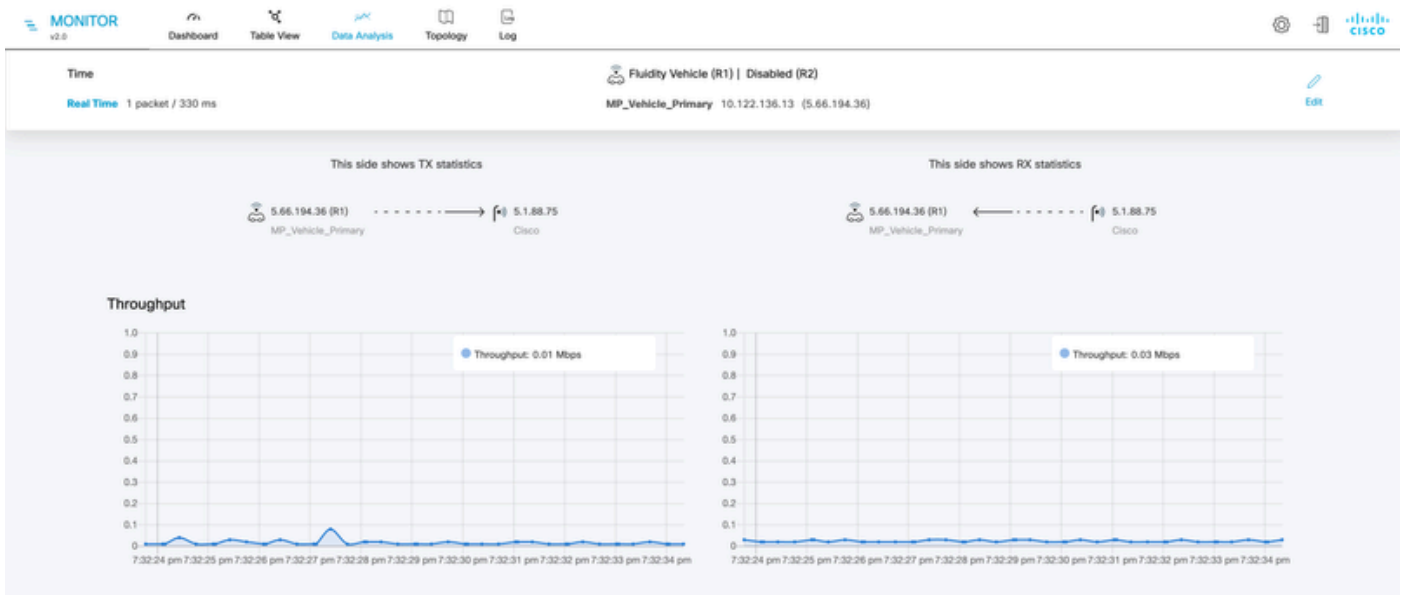 MONITOR
v2.0
Dashboard
Table View
Data Analysis
Topology
Log
CISCO
Time
Real Time 1 packet / 330 ms
Fluidity Vehicle (R1) | Disabled (R2)
MP_Vehicle_Primary 10.122.136.13 (5.66.194.36)
Edit
This side shows TX statistics
5.66.194.36 (R1)
MP_Vehicle_Primary
5.1.88.75
Cisco
This side shows RX statistics
5.66.194.36 (R1)
MP_Vehicle_Primary
5.1.88.75
Cisco
Throughput
Throughput: 0.01 Mbps
1.0
0.9
0.8
0.7
0.6
0.5
0.4
0.3
0.2
0.1
0
7:32:24 pm 7:32:25 pm 7:32:26 pm 7:32:27 pm 7:32:28 pm 7:32:29 pm 7:32:30 pm 7:32:31 pm 7:32:32 pm 7:32:33 pm 7:32:34 pm
Throughput: 0.03 Mbps
1.0
0.9
0.8
0.7
0.6
0.5
0.4
0.3
0.2
0.1
0
7:32:24 pm 7:32:25 pm 7:32:26 pm 7:32:27 pm 7:32:28 pm 7:32:29 pm 7:32:30 pm 7:32:31 pm 7:32:32 pm 7:32:33 pm 7:32:34 pm